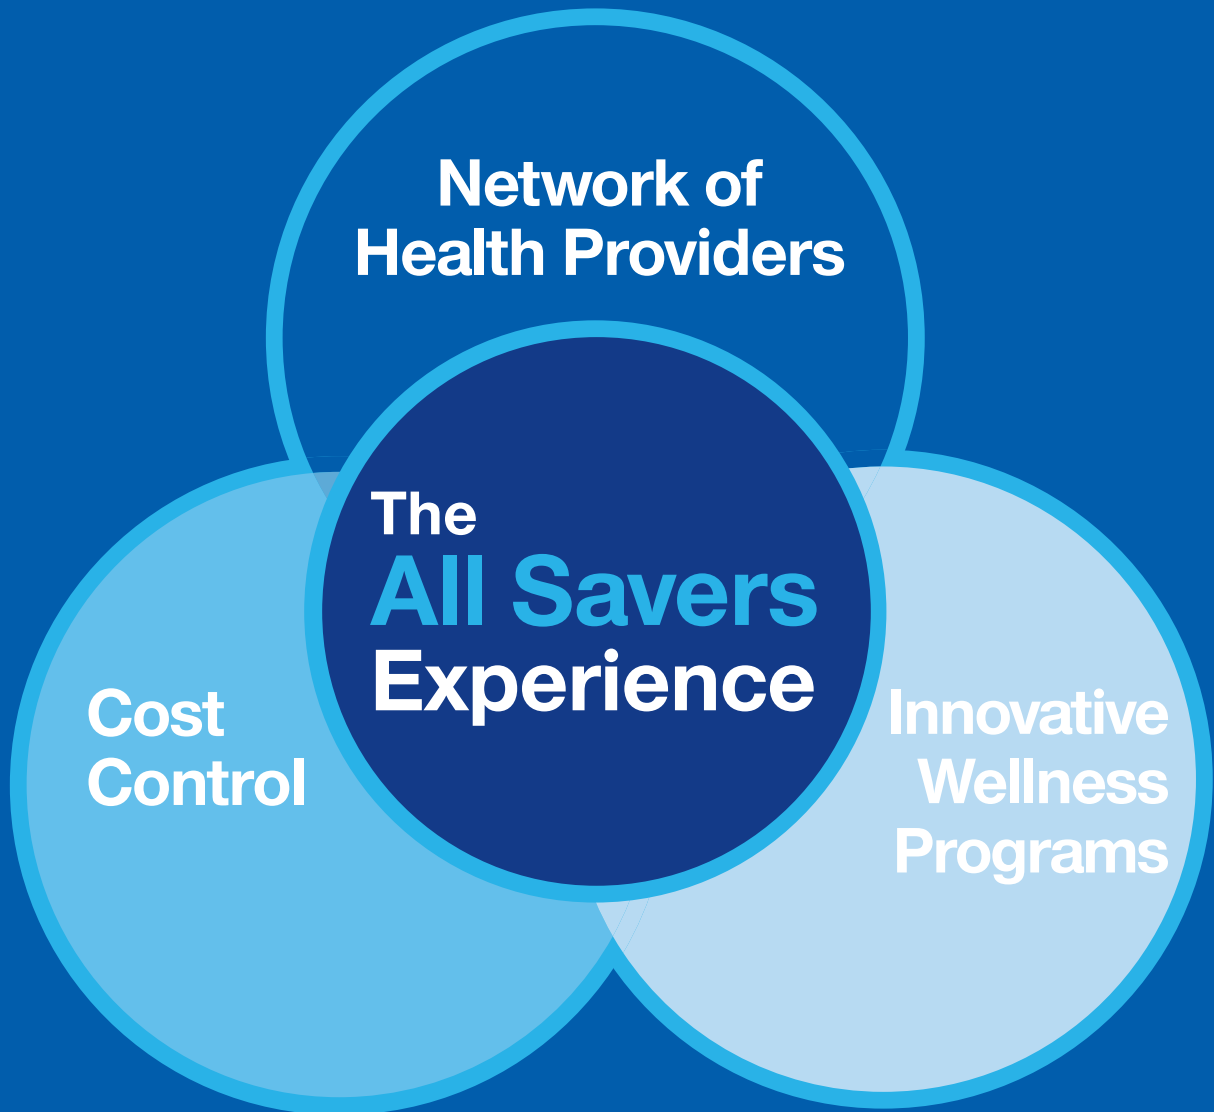 Network of
Health Providers
The
All Savers
Experience
Cost
Control
Innovative
Wellness
Programs